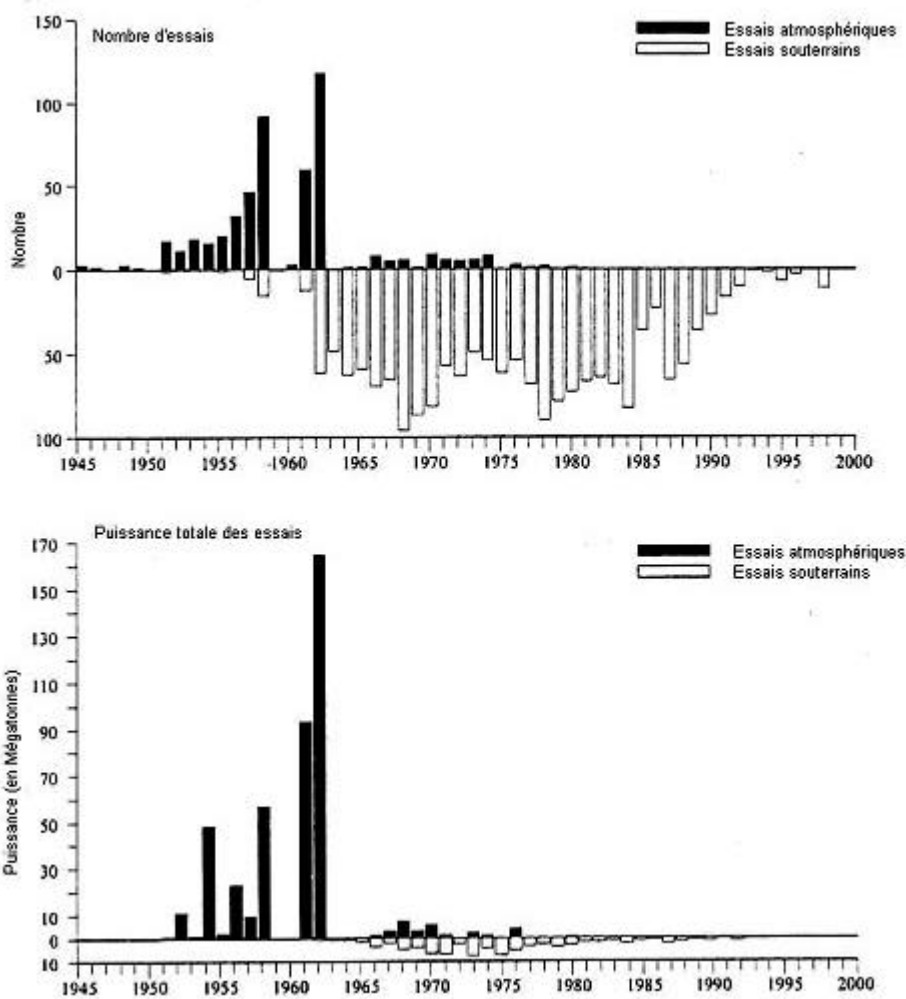 150
Nombre d'essais
Essais atmosphériques
Essais souterrains
100
50
0
50
100
Nombre
1945 1950 1955 1960 1965 1970 1975 1980 1985 1990 1995 2000
Puissance totale des essais
170
Essais atmosphériques
Essais souterrains
150
130
110
90
70
50
30
10
0
10
Puissance (en Mégatonnes)
1945 1950 1955 1960 1965 1970 1975 1980 1985 1990 1995 2000